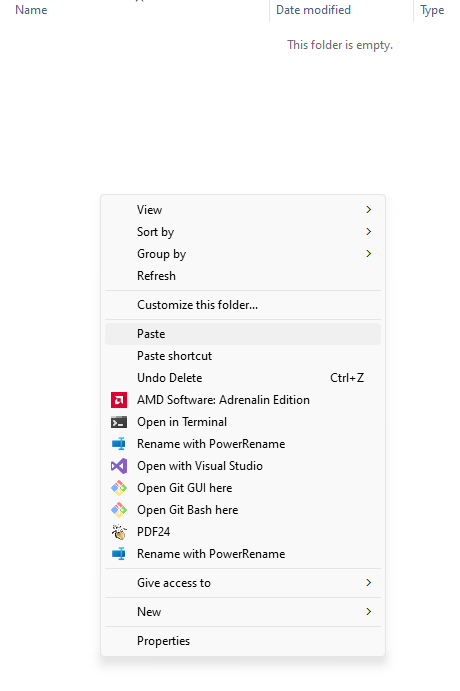 Name Date modified Type
This folder is empty.
View
Sort by
Group by
Refresh
Customize this folder...
Paste
Paste shortcut
Undo Delete Ctrl+Z
AMD Software: Adrenalin Edition
Open in Terminal
Rename with PowerRename
Open with Visual Studio
Open Git GUI here
Open Git Bash here
PDF24
Rename with PowerRename
Give access to
New
Properties